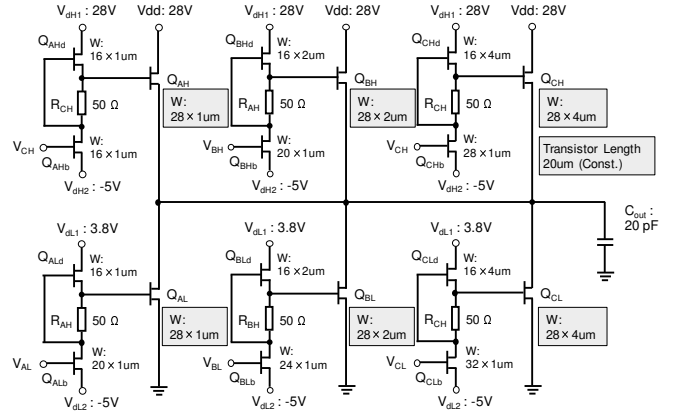 VdH1 : 28V Vdd: 28V VdH1 : 28V Vdd: 28V VdH1 : 28V Vdd: 28V
QAHd W: 16×1um QBHd W: 16×2um QCHd W: 16×4um
QAH QBH QCH
RCH 50 Ω W: 28×1um RAH 50 Ω W: 28×2um RCH 50 Ω W: 28×4um
VCH QAHb W: 16×1um VBH QBHb W: 20×1um VCH QCHb W: 28×1um
Transistor Length
20um (Const.)
VdH2 : -5V VdH2 : -5V VdH2 : -5V
Cout :
20 pF
VdL1 : 3.8V VdL1 : 3.8V VdL1 : 3.8V
QALd W: 16×1um QBLd W: 16×2um QCLd W: 16×4um
QAL QBL QCL
RAH 50 Ω W: 28×1um RBH 50 Ω W: 28×2um RCH 50 Ω W: 28×4um
VAL QALb W: 20×1um VBL QBLb W: 24×1um VCL QCLb W: 32×1um
VdL2 : -5V VdL2 : -5V VdL2 : -5V